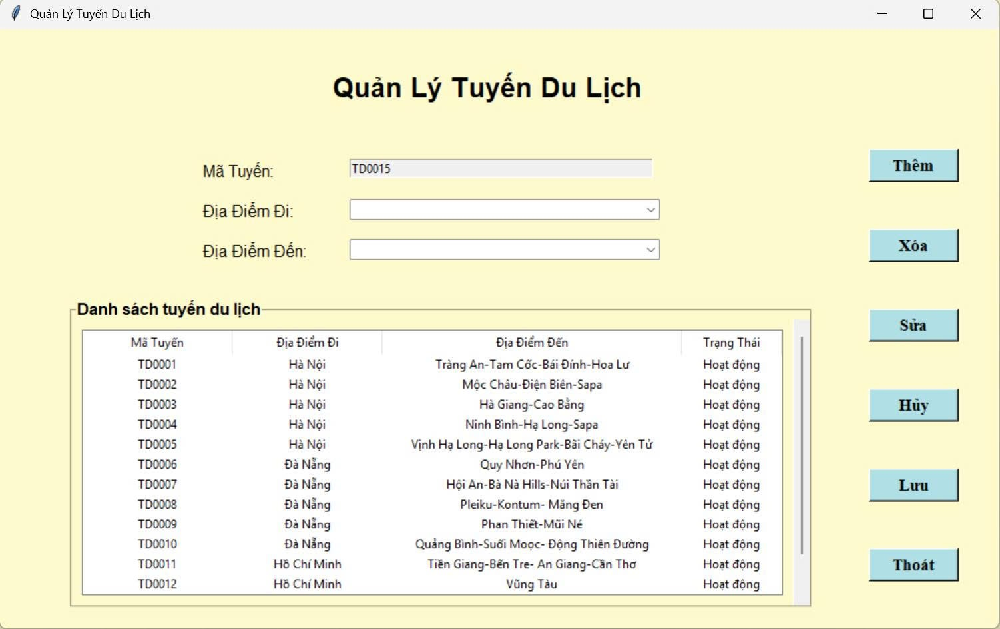 Quản Lý Tuyến Du Lịch
Quản Lý Tuyến Du Lịch
Mã Tuyến: TD0015
Địa Điểm Đi:
Địa Điểm Đến:
Thêm
Xóa
Sửa
Hủy
Lưu
Thoát
Danh sách tuyến du lịch
Mã Tuyến Địa Điểm Đi Địa Điểm Đến Trạng Thái
TD0001 Hà Nội Tràng An-Tam Cốc-Bái Đính-Hoa Lư Hoạt động
TD0002 Hà Nội Mộc Châu-Điện Biên-Sapa Hoạt động
TD0003 Hà Nội Hà Giang-Cao Bằng Hoạt động
TD0004 Hà Nội Ninh Bình-Hạ Long-Sapa Hoạt động
TD0005 Hà Nội Vịnh Hạ Long-Hạ Long Park-Bãi Cháy-Yên Tử Hoạt động
TD0006 Đà Nẵng Quy Nhơn-Phú Yên Hoạt động
TD0007 Đà Nẵng Hội An-Bà Nà Hills-Núi Thần Tài Hoạt động
TD0008 Đà Nẵng Pleiku-Kontum- Măng Đen Hoạt động
TD0009 Đà Nẵng Phan Thiết-Mũi Né Hoạt động
TD0010 Đà Nẵng Quảng Bình-Suối Moọc- Động Thiên Đường Hoạt động
TD0011 Hồ Chí Minh Tiền Giang-Bến Tre- An Giang-Cần Thơ Hoạt động
TD0012 Hồ Chí Minh Vũng Tàu Hoạt động